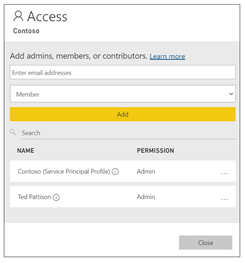 Access
Contoso
Add admins, members, or contributors. Learn more
Enter email addresses
Member
Add
Search
NAME PERMISSION
Contoso (Service Principal Profile) Admin ...
Ted Pattison Admin ...
Close